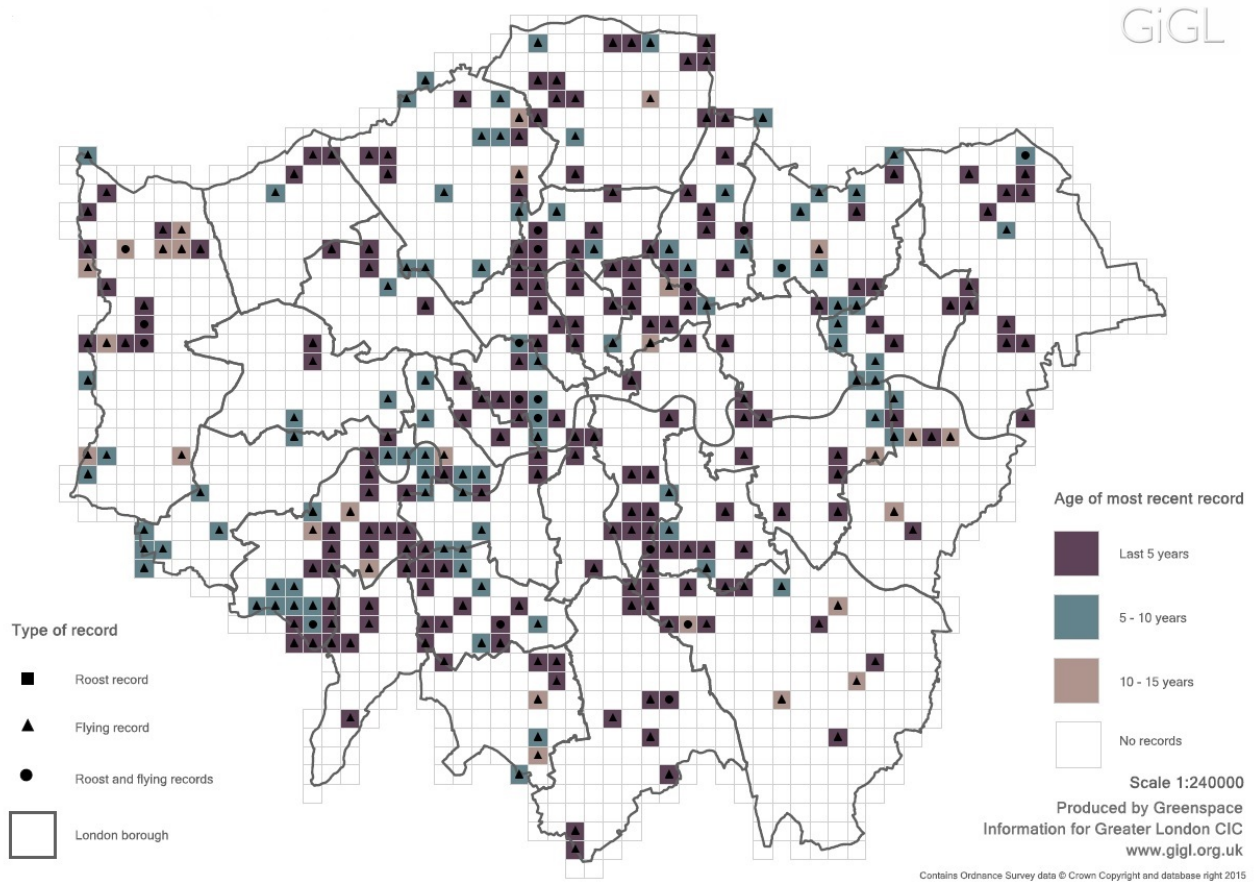 GiGL
Type of record
Roost record
Flying record
Roost and flying records
London borough
Age of most recent record
Last 5 years
5 - 10 years
10 - 15 years
No records
Scale 1:240000
Produced by Greenspace
Information for Greater London CIC
www.gigl.org.uk
Contains Ordnance Survey data © Crown Copyright and database right 2015